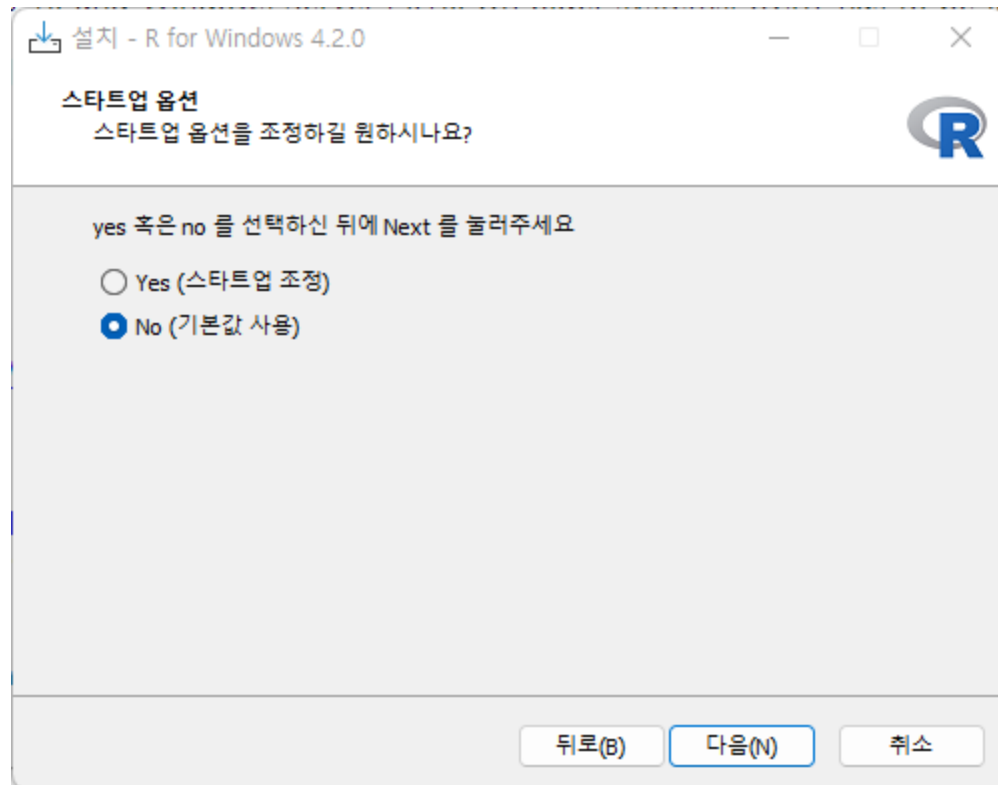 설치 - R for Windows 4.2.0
스타트업 옵션
스타트업 옵션을 조정하길 원하시나요?
R
yes 혹은 no 를 선택하신 뒤에 Next 를 눌러주세요
Yes (스타트업 조정)
No (기본값 사용)
뒤로(B)
다음(N)
취소